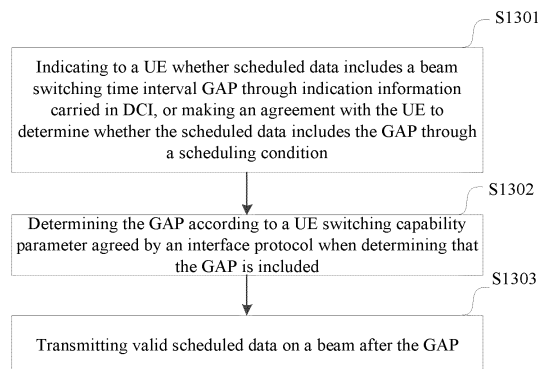 S1301
Indicating to a UE whether scheduled data includes a beam
switching time interval GAP through indication information
carried in DCI, or making an agreement with the UE to
determine whether the scheduled data includes the GAP through
a scheduling condition
S1302
Determining the GAP according to a UE switching capability
parameter agreed by an interface protocol when determining that
the GAP is included
S1303
Transmitting valid scheduled data on a beam after the GAP